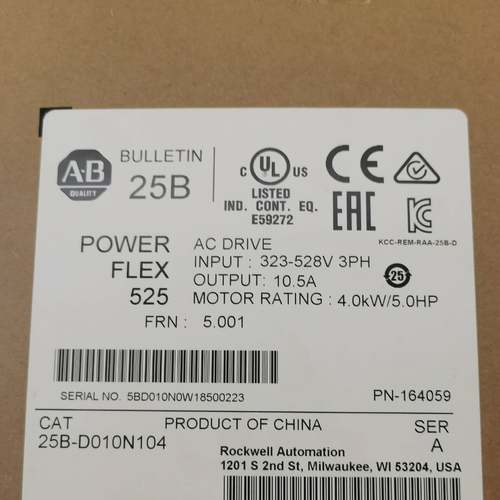 A-B
QUALITY
BULLETIN
25B
C UL US
LISTED
IND. CONT. EQ.
E59272
EAC
KCC-REM-RAA-25B-D
POWER
FLEX
525
AC DRIVE
INPUT : 323-528V 3PH
OUTPUT: 10.5A
MOTOR RATING : 4.0kW/5.0HP
25
FRN : 5.001
SERIAL NO. 5BD010N0W18500223
PN-164059
CAT
25B-D010N104
PRODUCT OF CHINA
SER
A
Rockwell Automation
1201 S 2nd St, Milwaukee, WI 53204, USA